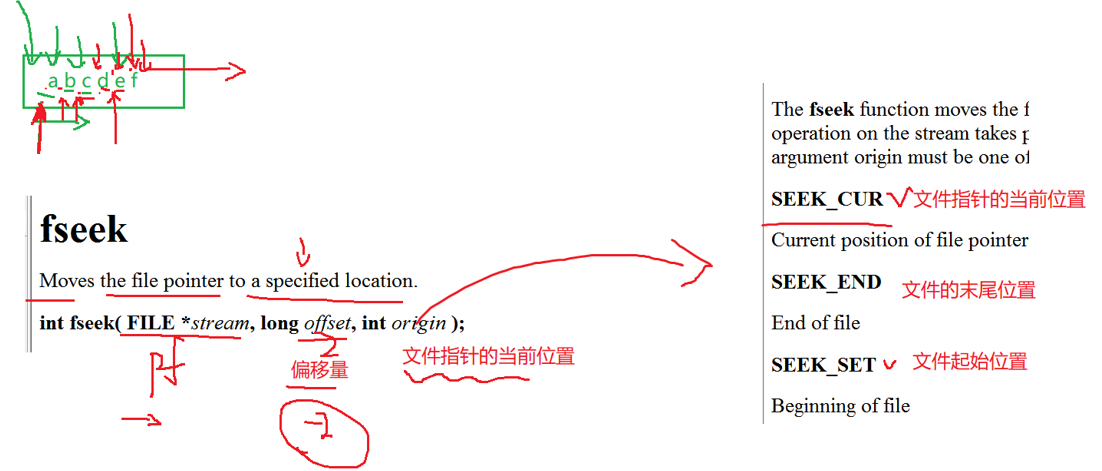 a b c d e f
fseek
Moves the file pointer to a specified location.
int fseek( FILE *stream, long offset, int origin );
2
偏移量
文件指针的当前位置
pf
-2
The fseek function moves the f
operation on the stream takes p
argument origin must be one of
SEEK_CUR 文件指针的当前位置
Current position of file pointer
SEEK_END 文件的末尾位置
End of file
SEEK_SET 文件起始位置
Beginning of file